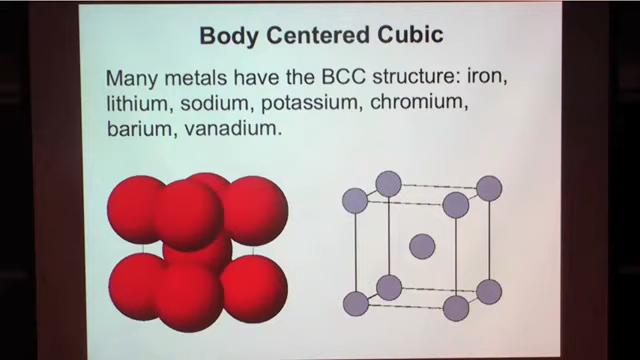 Body Centered Cubic
Many metals have the BCC structure: iron,
lithium, sodium, potassium, chromium,
barium, vanadium.